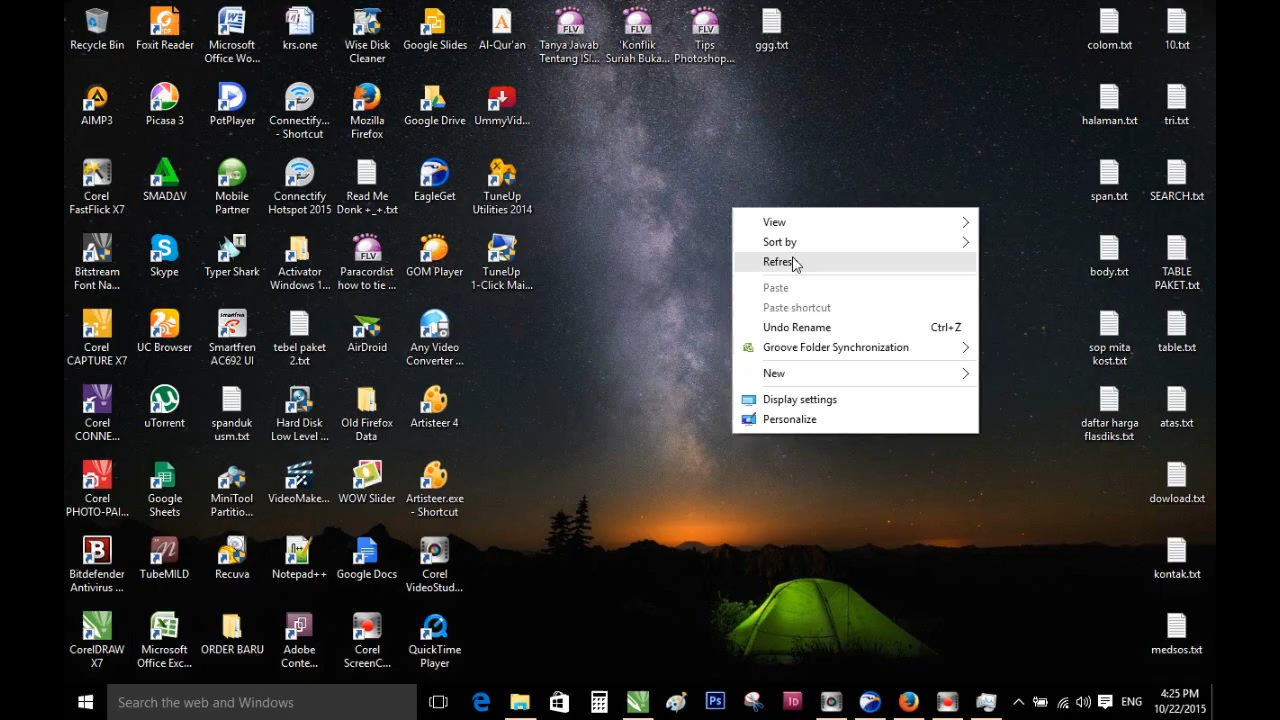 Recycle Bin
Foxit Reader
Microsoft
Office Wo...
krs.one
Wise Disk
Cleaner
Google Slides
Al-Qur'an
FLV
Tanya Jawab
Tentang ISI...
FLV
'Konflik
Suriah Buka...
FLV
Tips
Photoshop...
ggg.txt
colom.txt
10.txt
AIMP3
Picasa 3
PotPlayer
Connectify...
- Shortcut
Mozilla
Firefox
Google Drive
halaman.txt
tri.txt
Corel
FastFlick X7
SMADΔV
Mobile
Partner
Connectify
Hotspot 2015
Read Me
Donk +_+.txt
EagleGet
TuneUp
Utilities 2014
span.txt
SEARCH.txt
Bitstream
Font Na...
Skype
Typer Shark
Activator
Windows 1...
FLV
Paracordist
how to tie ...
GOM Player
TuneUp
1-Click Mai...
body.txt
TABLE
PAKET.txt
Corel
CAPTURE X7
UC Browser
smartfren
Smartfren
AC692 UI
tebel paket
2.txt
AirDroid
Sony Video
Converter ...
sop mita
kost.txt
table.txt
Corel
CONNE...
uTorrent
spanduk
usm.txt
Hard Disk
Low Level ...
Old Firefox
Data
Artisteer 4
daftar harga
flasdiks.txt
atas.txt
Corel
PHOTO-PAI...
Google
Sheets
MiniTool
Partitio...
VideoMake...
WOW Slider
Artisteer.exe
- Shortcut
dowload.txt
Bitdefender
Antivirus ...
TubeMILD
Recuva
Notepad++
Google Docs
Corel
VideoStud...
kontak.txt
CorelDRAW
X7
Microsoft
Office Exc...
ORDER BARU
Adobe
Conte...
Corel
ScreenC...
QuickTime
Player
medsos.txt
View
Sort by
Refres
Paste
Paste shortcut
Undo Rename Ctrl+Z
Groove Folder Synchronization
New
Display settings
Personalize
Search the web and Windows
Ps
Id
ENG
4:25 PM
10/22/2015